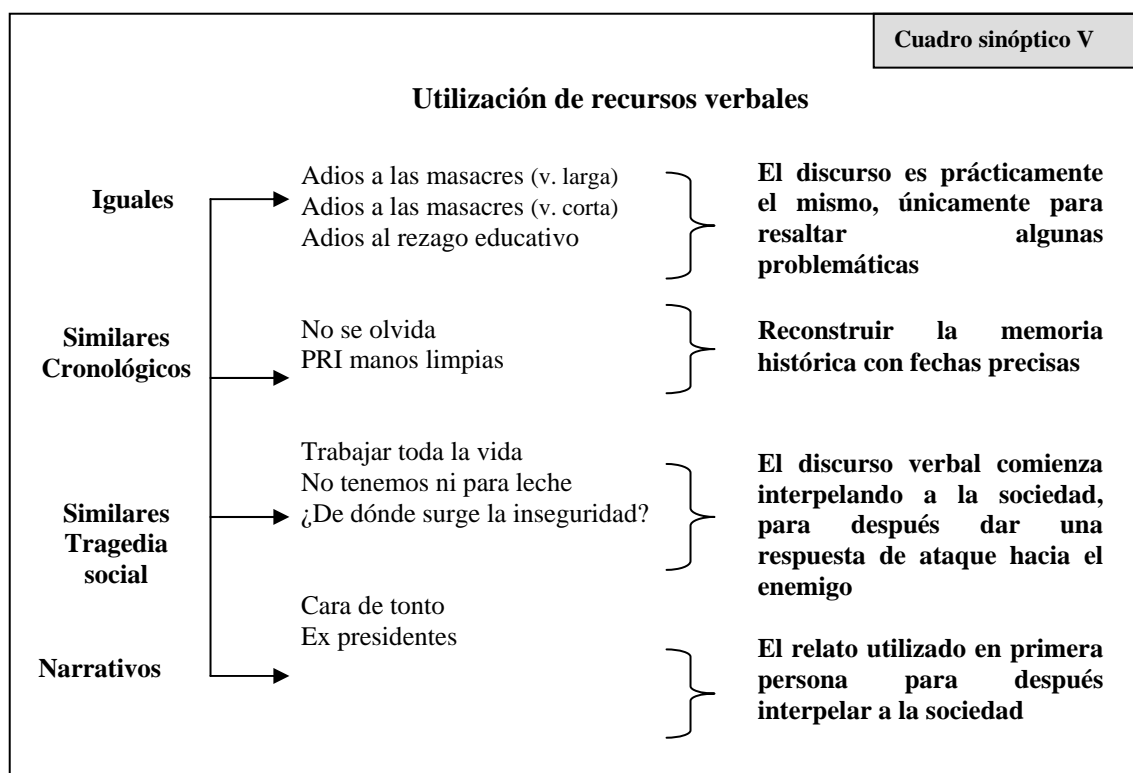 Cuadro sinóptico V
Utilización de recursos verbales
Iguales
Adios a las masacres (v. larga)
Adios a las masacres (v. corta)
Adios al rezago educativo
El discurso es prácticamente
el mismo, únicamente para
resaltar algunas
problemáticas
Similares
Cronológicos
No se olvida
PRI manos limpias
Reconstruir la memoria
histórica con fechas precisas
Similares
Tragedia
social
Trabajar toda la vida
No tenemos ni para leche
¿De dónde surge la inseguridad?
El discurso verbal comienza
interpelando a la sociedad,
para después dar una
respuesta de ataque hacia el
enemigo
Narrativos
Cara de tonto
Ex presidentes
El relato utilizado en primera
persona para después
interpelar a la sociedad